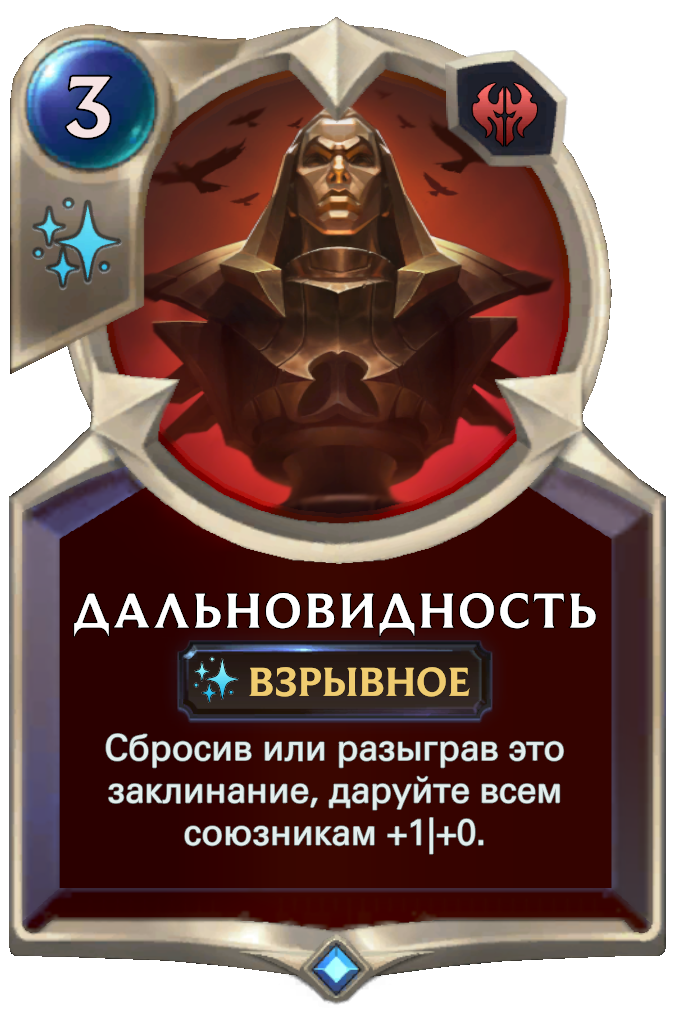 3
ДАЛЬНОВИДНОСТЬ
ВЗРЫВНОЕ
Сбросив или разыграв это
заклинание, даруйте всем
союзникам +1|+0.